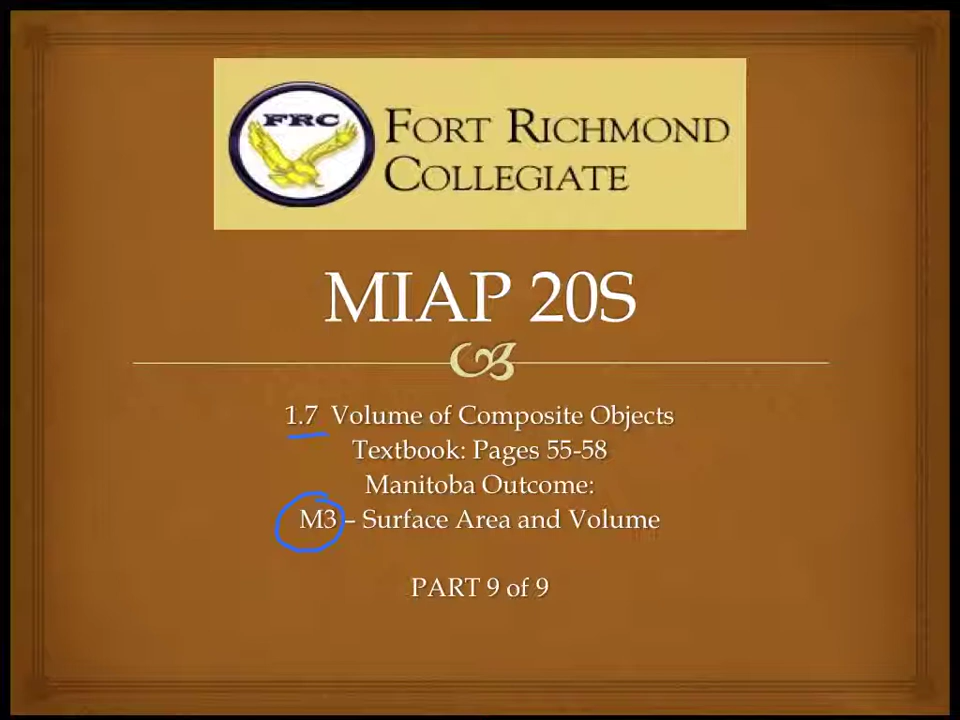 FRC
FORT RICHMOND
COLLEGIATE
MIAP 20S
1.7 Volume of Composite Objects
Textbook: Pages 55-58
Manitoba Outcome:
M3 – Surface Area and Volume
PART 9 of 9